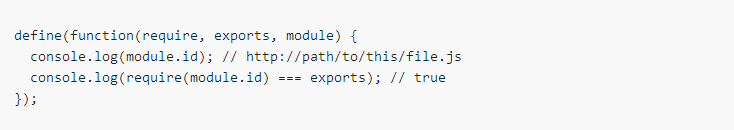 define(function(require, exports, module) {
  console.log(module.id); // http://path/to/this/file.js
  console.log(require(module.id) === exports); // true
});